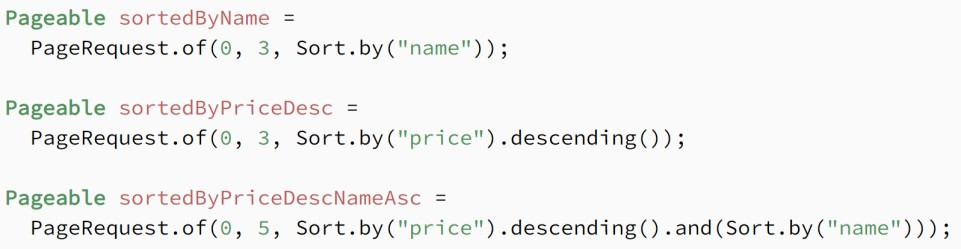 Pageable sortedByName =
PageRequest.of(0, 3, Sort.by("name"));
Pageable sortedByPriceDesc =
PageRequest.of(0, 3, Sort.by("price").descending());
Pageable sortedByPriceDescNameAsc =
PageRequest.of(0, 5, Sort.by("price").descending().and(Sort.by("name")));